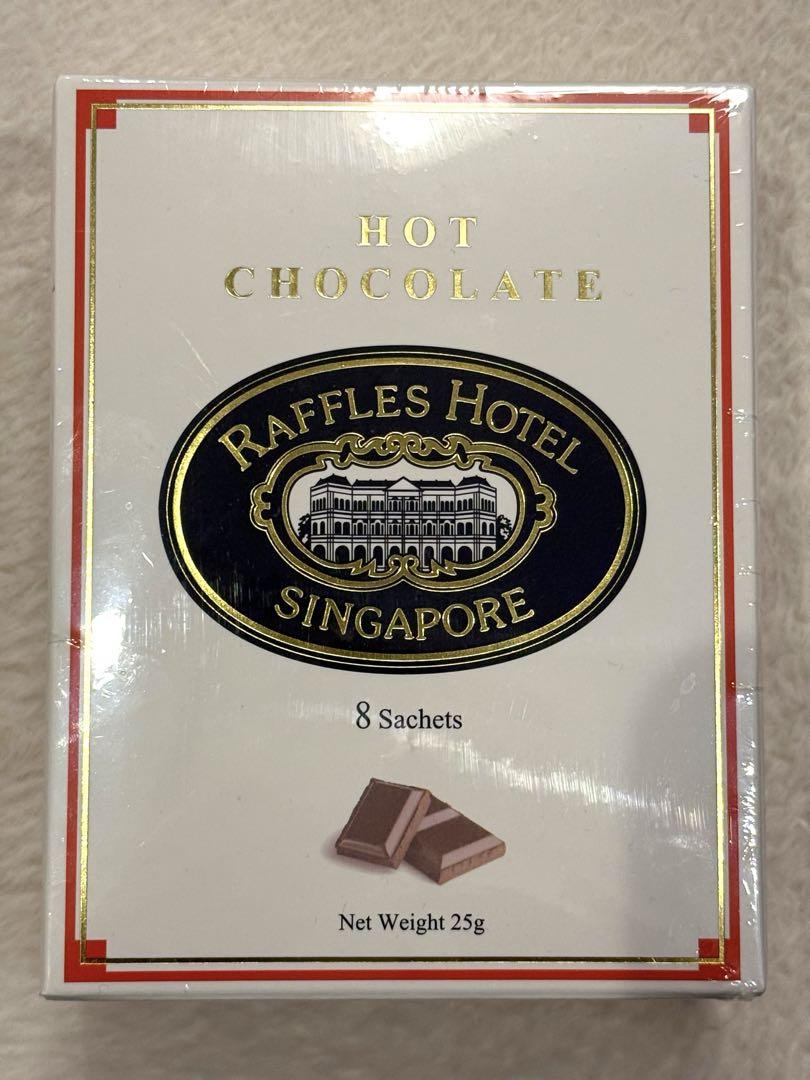 HOT
CHOCOLATE
RAFFLES HOTEL
SINGAPORE
8 Sachets
Net Weight 25g